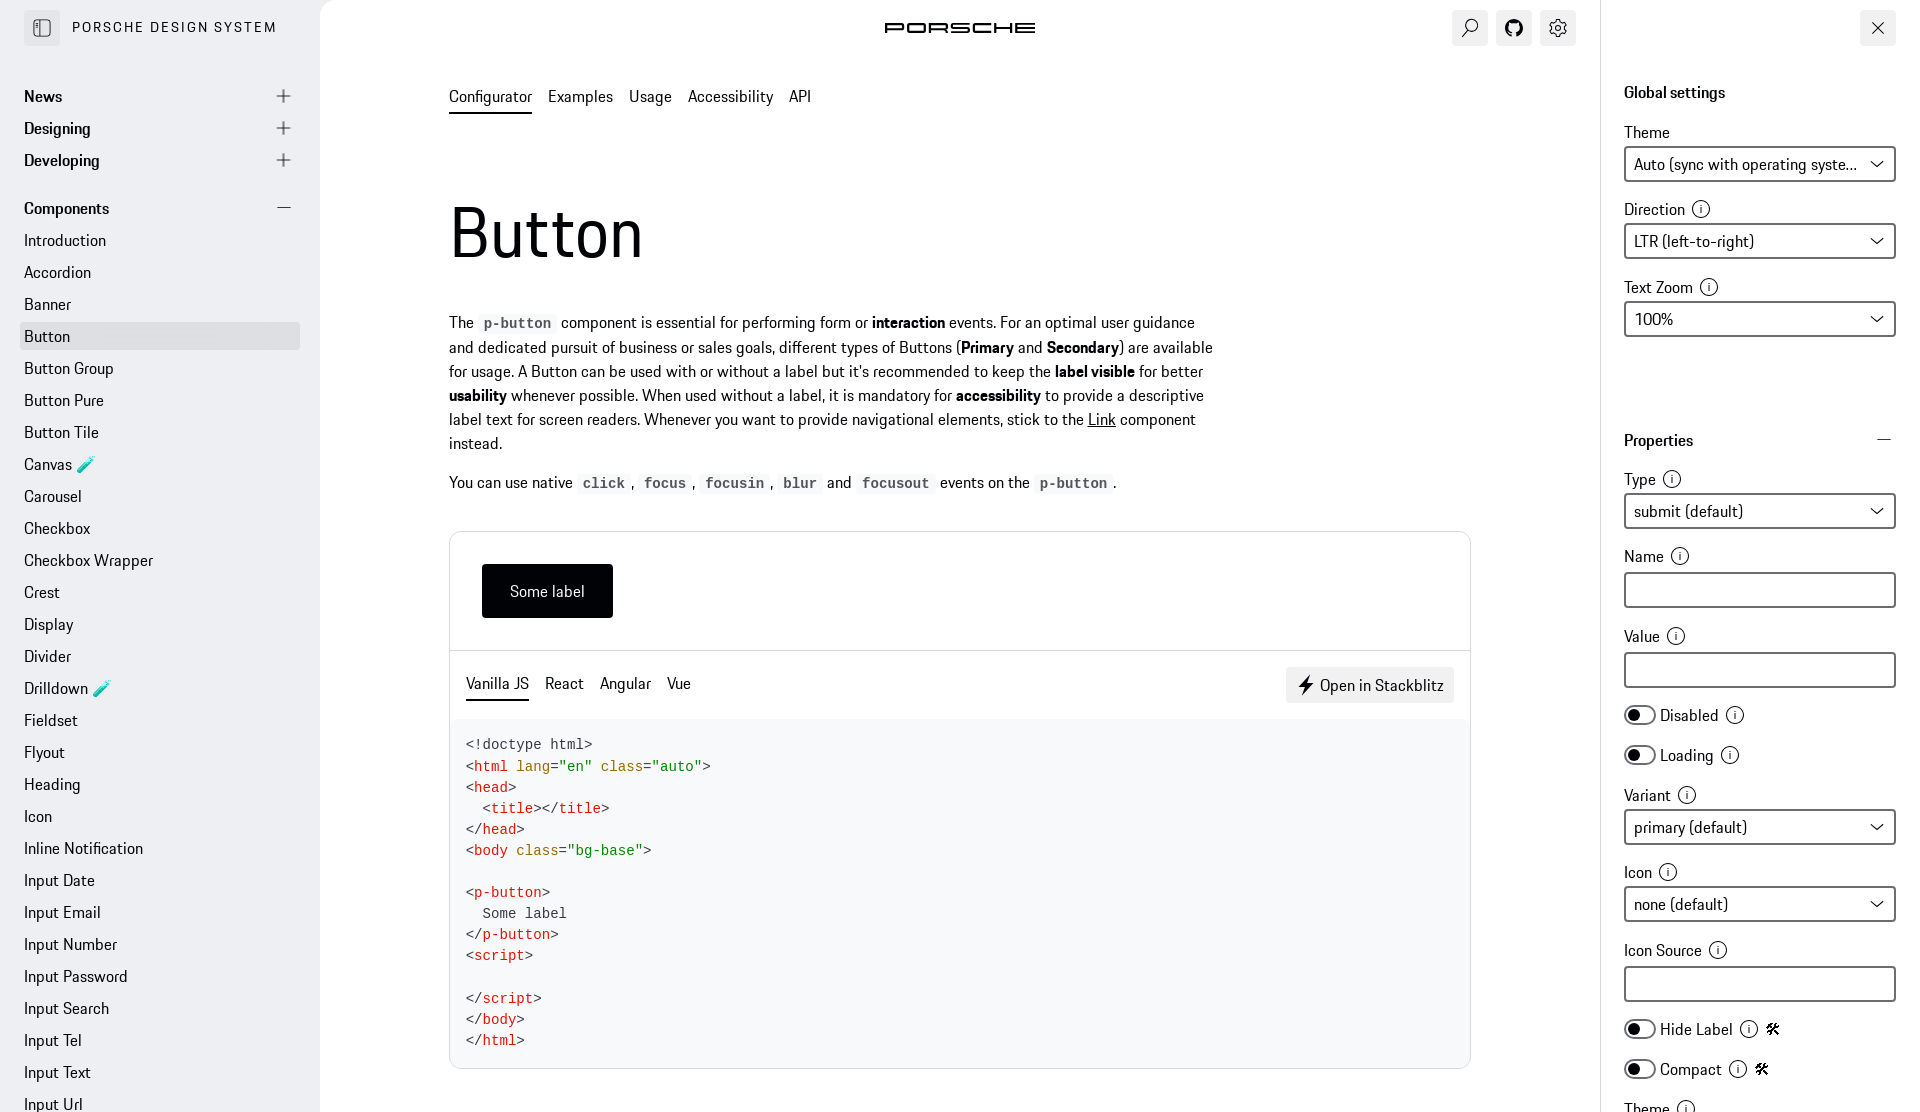 PORSCHE DESIGN SYSTEM
News
Designing
Developing
Components
Introduction
Accordion
Banner
Button
Button Group
Button Pure
Button Tile
Canvas 🧪
Carousel
Checkbox
Checkbox Wrapper
Crest
Display
Divider
Drilldown 🧪
Fieldset
Flyout
Heading
Icon
Inline Notification
Input Date
Input Email
Input Number
Input Password
Input Search
Input Tel
Input Text
Input Url
PORSCHE
Configurator Examples Usage Accessibility API
Button
The p-button component is essential for performing form or interaction events. For an optimal user guidance
and dedicated pursuit of business or sales goals, different types of Buttons (Primary and Secondary) are available
for usage. A Button can be used with or without a label but it's recommended to keep the label visible for better
usability whenever possible. When used without a label, it is mandatory for accessibility to provide a descriptive
label text for screen readers. Whenever you want to provide navigational elements, stick to the Link component
instead.
You can use native click, focus, focusin, blur and focusout events on the p-button.
Some label
Vanilla JS React Angular Vue
Open in Stackblitz
<!doctype html>
<html lang="en" class="auto">
<head>
  <title></title>
</head>
<body class="bg-base">
<p-button>
  Some label
</p-button>
<script>
</script>
</body>
</html>
Global settings
Theme
Auto (sync with operating syste...
Direction
LTR (left-to-right)
Text Zoom
100%
Properties
Type
submit (default)
Name
Value
Disabled
Loading
Variant
primary (default)
Icon
none (default)
Icon Source
Hide Label 🛠
Compact 🛠
Theme